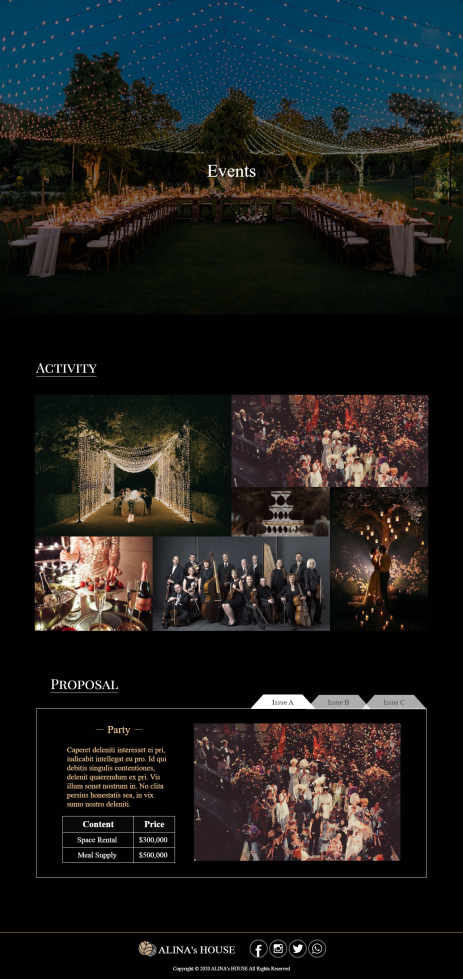 Events
ACTIVITY
PROPOSAL
Issue A
Issue B
Issue C
— Party —
Caperet deleniti interesset ei pri,
iudicabit intellegat eu pro. Id qui
debitis singulis contentiones,
delenit quaerendum ex pri. Vis
illum sonet nostrum in. No clita
persius honestatis sea, in vix
sumo nostro deleniti.
Content Price
Space Rental $300,000
Meal Supply $500,000
ALINA's HOUSE
Copyright © 2020 ALINA's HOUSE All Rights Reserved